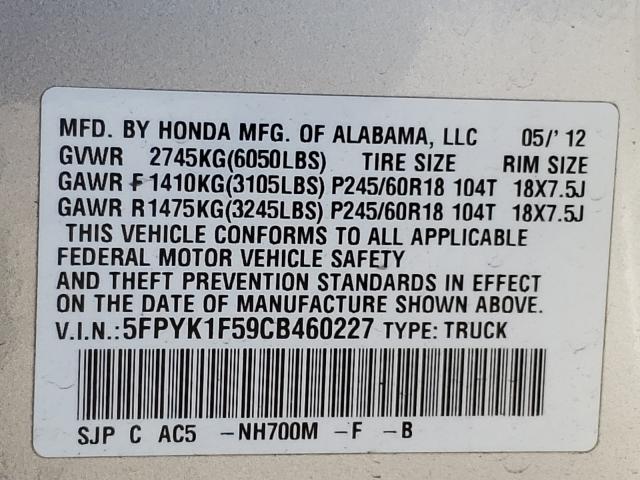 MFD. BY HONDA MFG. OF ALABAMA, LLC 05/'12
GVWR 2745KG(6050LBS) TIRE SIZE RIM SIZE
GAWR F 1410KG(3105LBS) P245/60R18 104T 18X7.5J
GAWR R 1475KG(3245LBS) P245/60R18 104T 18X7.5J
THIS VEHICLE CONFORMS TO ALL APPLICABLE
FEDERAL MOTOR VEHICLE SAFETY
AND THEFT PREVENTION STANDARDS IN EFFECT
ON THE DATE OF MANUFACTURE SHOWN ABOVE.
V.I.N.:5FPYK1F59CB460227 TYPE: TRUCK
SJP C AC5 -NH700M -F -B